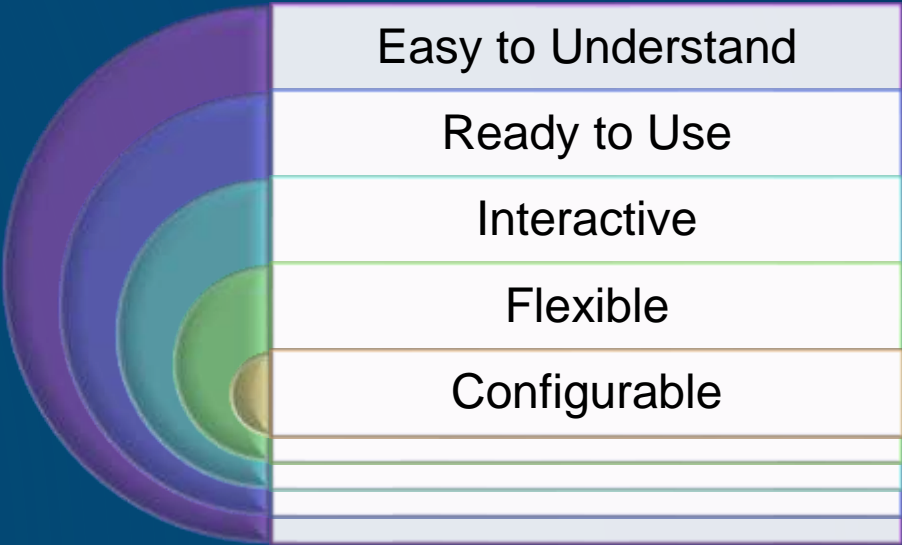 Easy to Understand
Ready to Use
Interactive
Flexible
Configurable